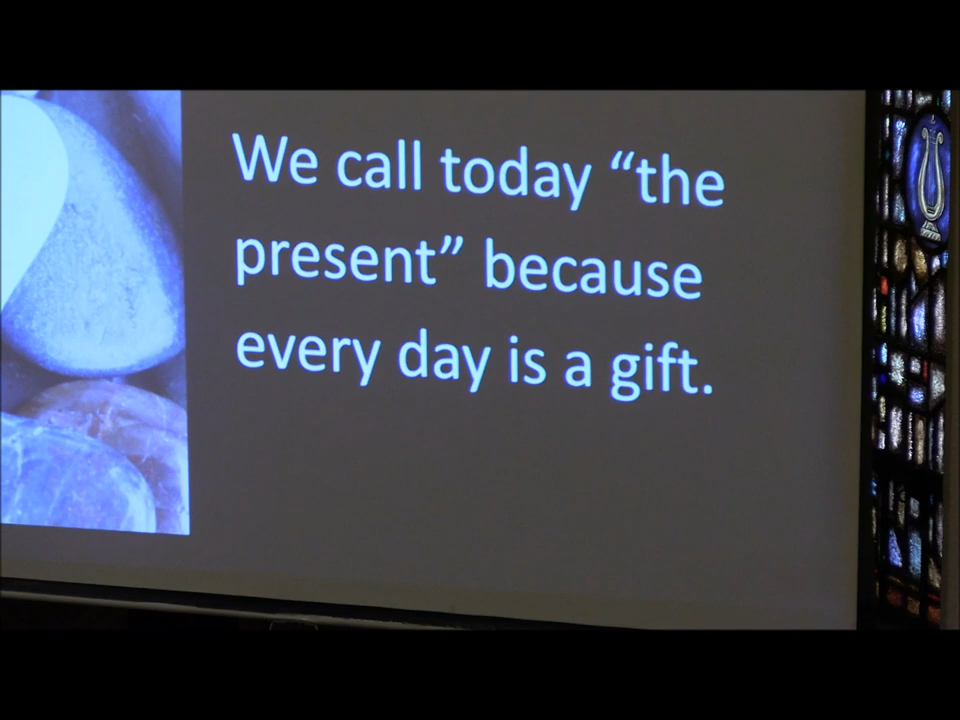 We call today “the
present” because
every day is a gift.